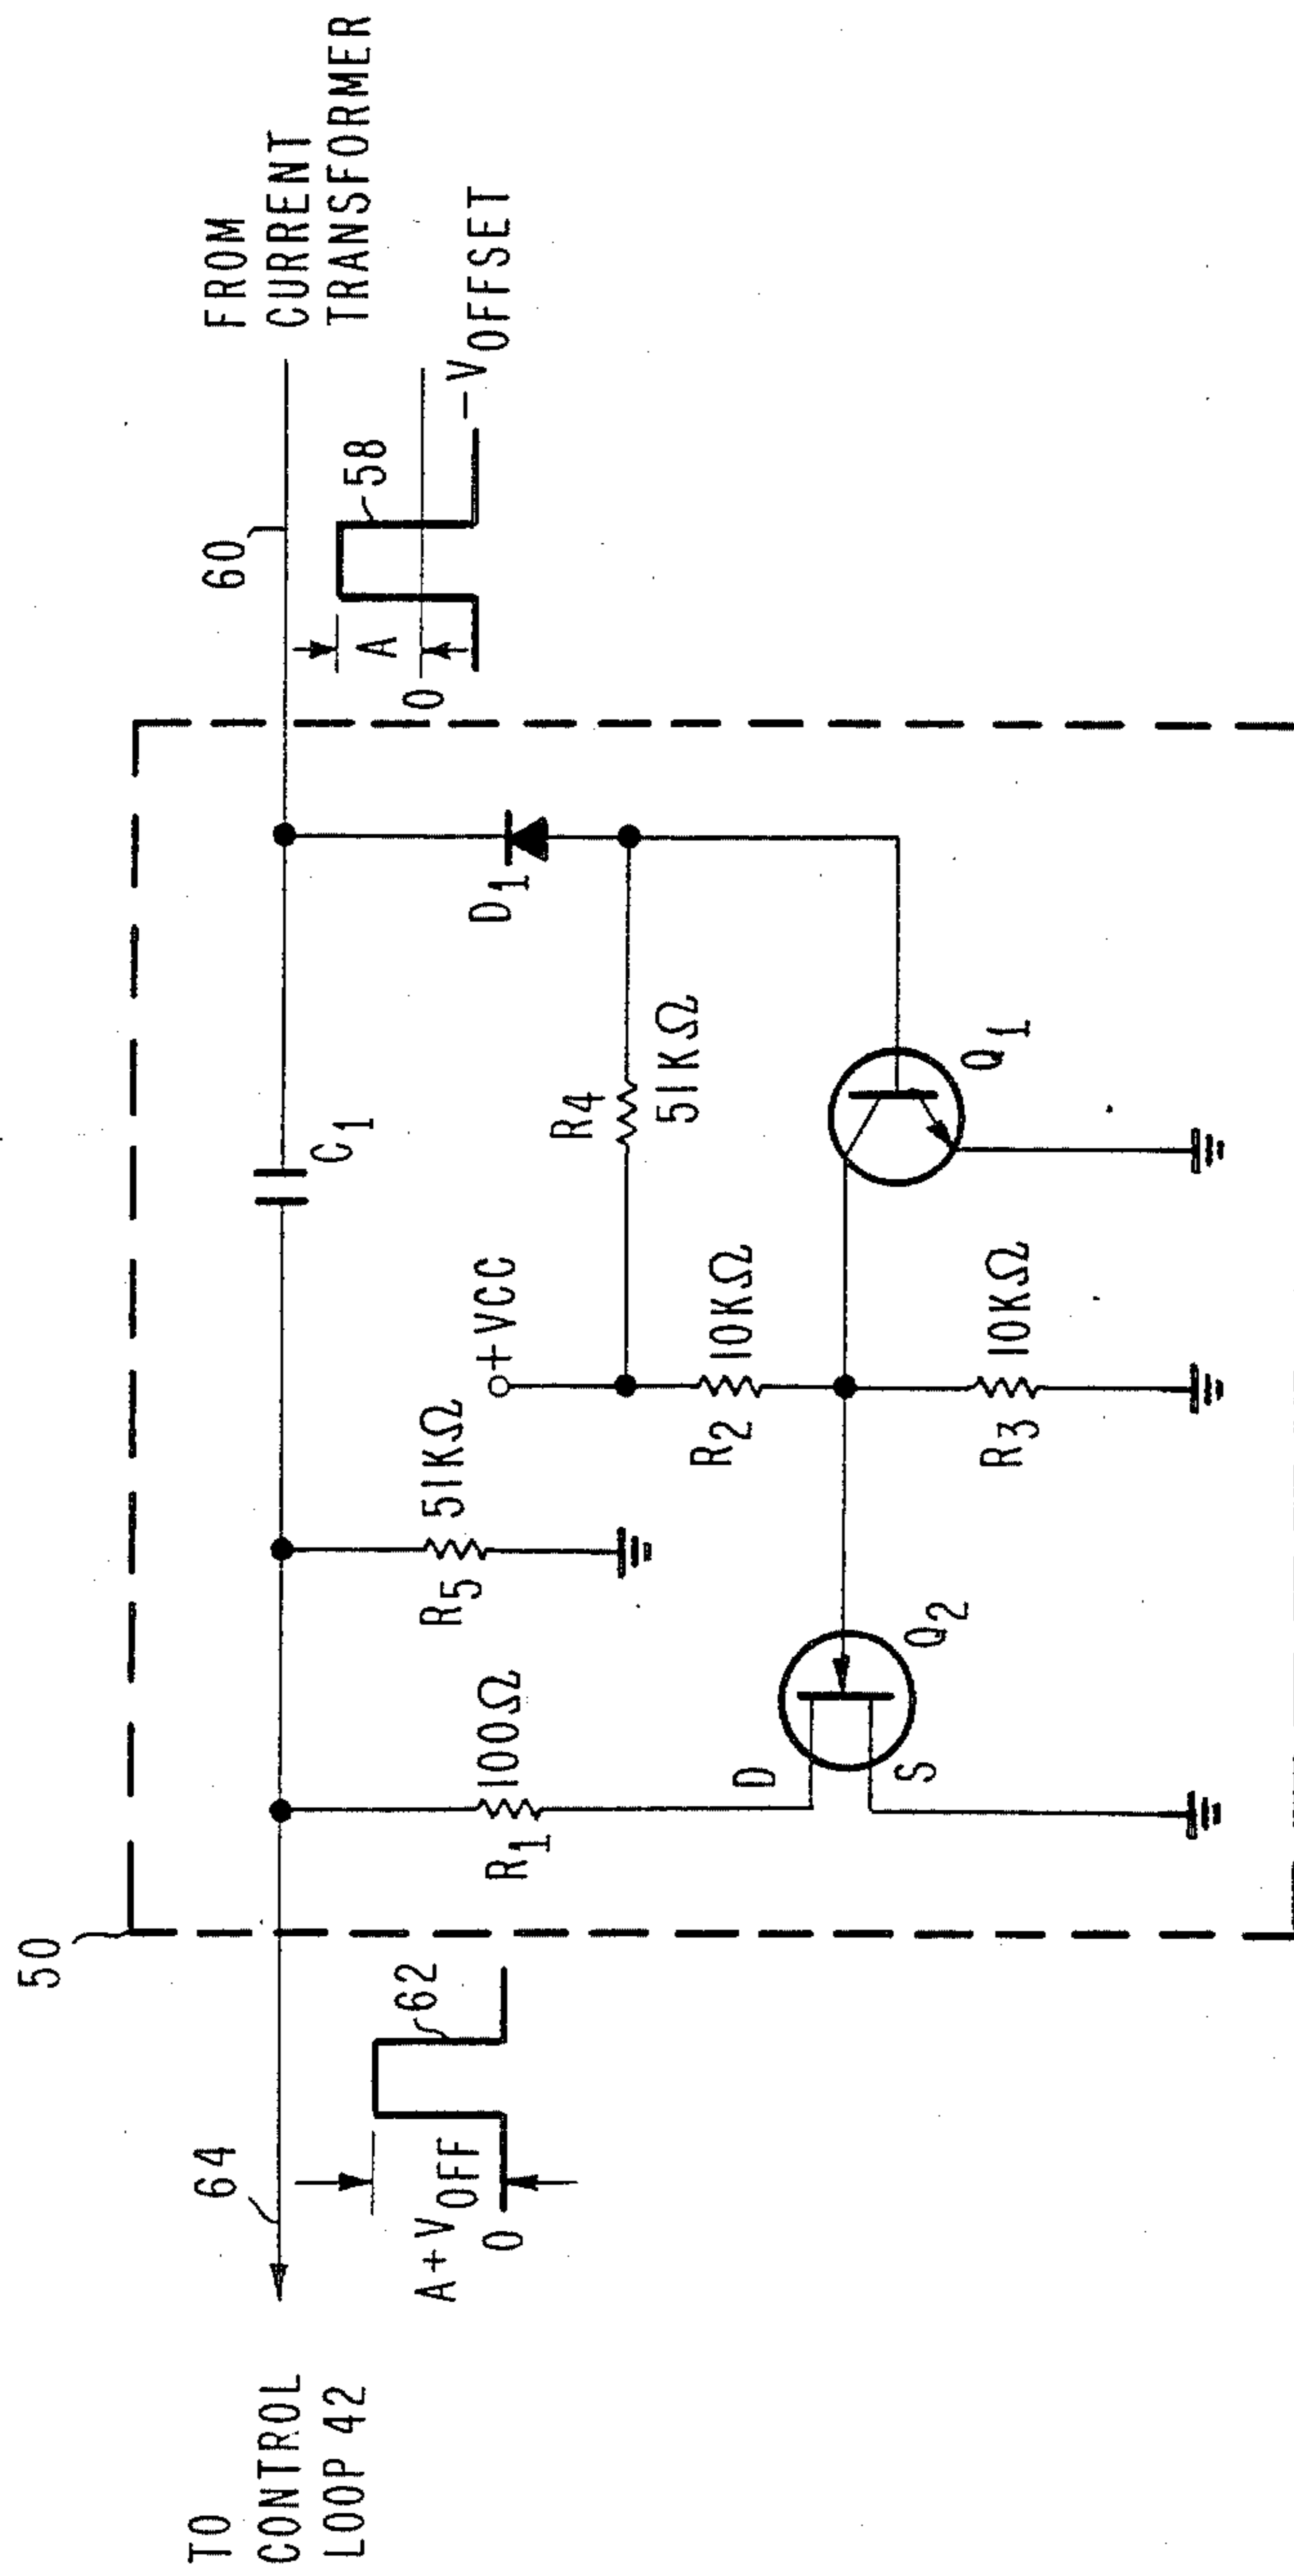 TO
CONTROL
LOOP 42
64
A+VOFF
0
62
50
R1
100Ω
D
S
Q2
R5
51KΩ
+VCC
R2
10KΩ
R3
10KΩ
R4
51KΩ
C1
Q1
D1
60
A
0
58
-VOFFSET
FROM
CURRENT
TRANSFORMER